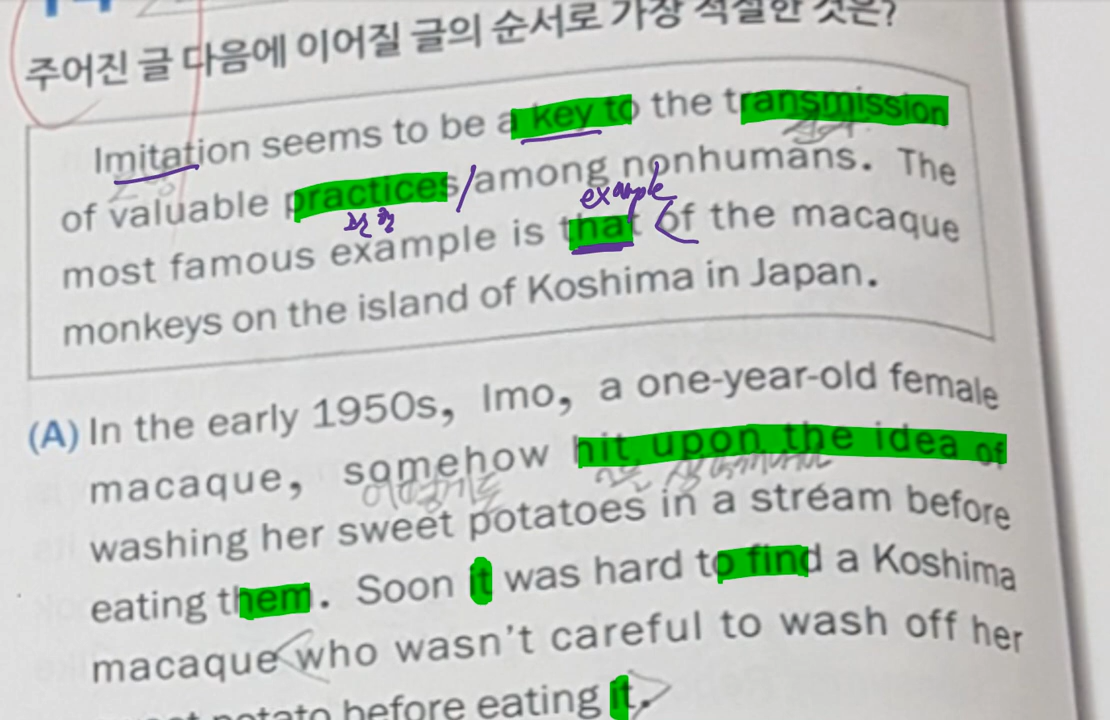 주어진 글 다음에 이어질 글의 순서로 가장 적절한 것은?
Imitation seems to be a key to the transmission
of valuable practices among nonhumans. The
example
most famous example is that of the macaque
monkeys on the island of Koshima in Japan.
(A) In the early 1950s, Imo, a one-year-old female
macaque, somehow hit upon the idea of
washing her sweet potatoes in a stream before
eating them. Soon it was hard to find a Koshima
macaque who wasn't careful to wash off her
potato before eating it.